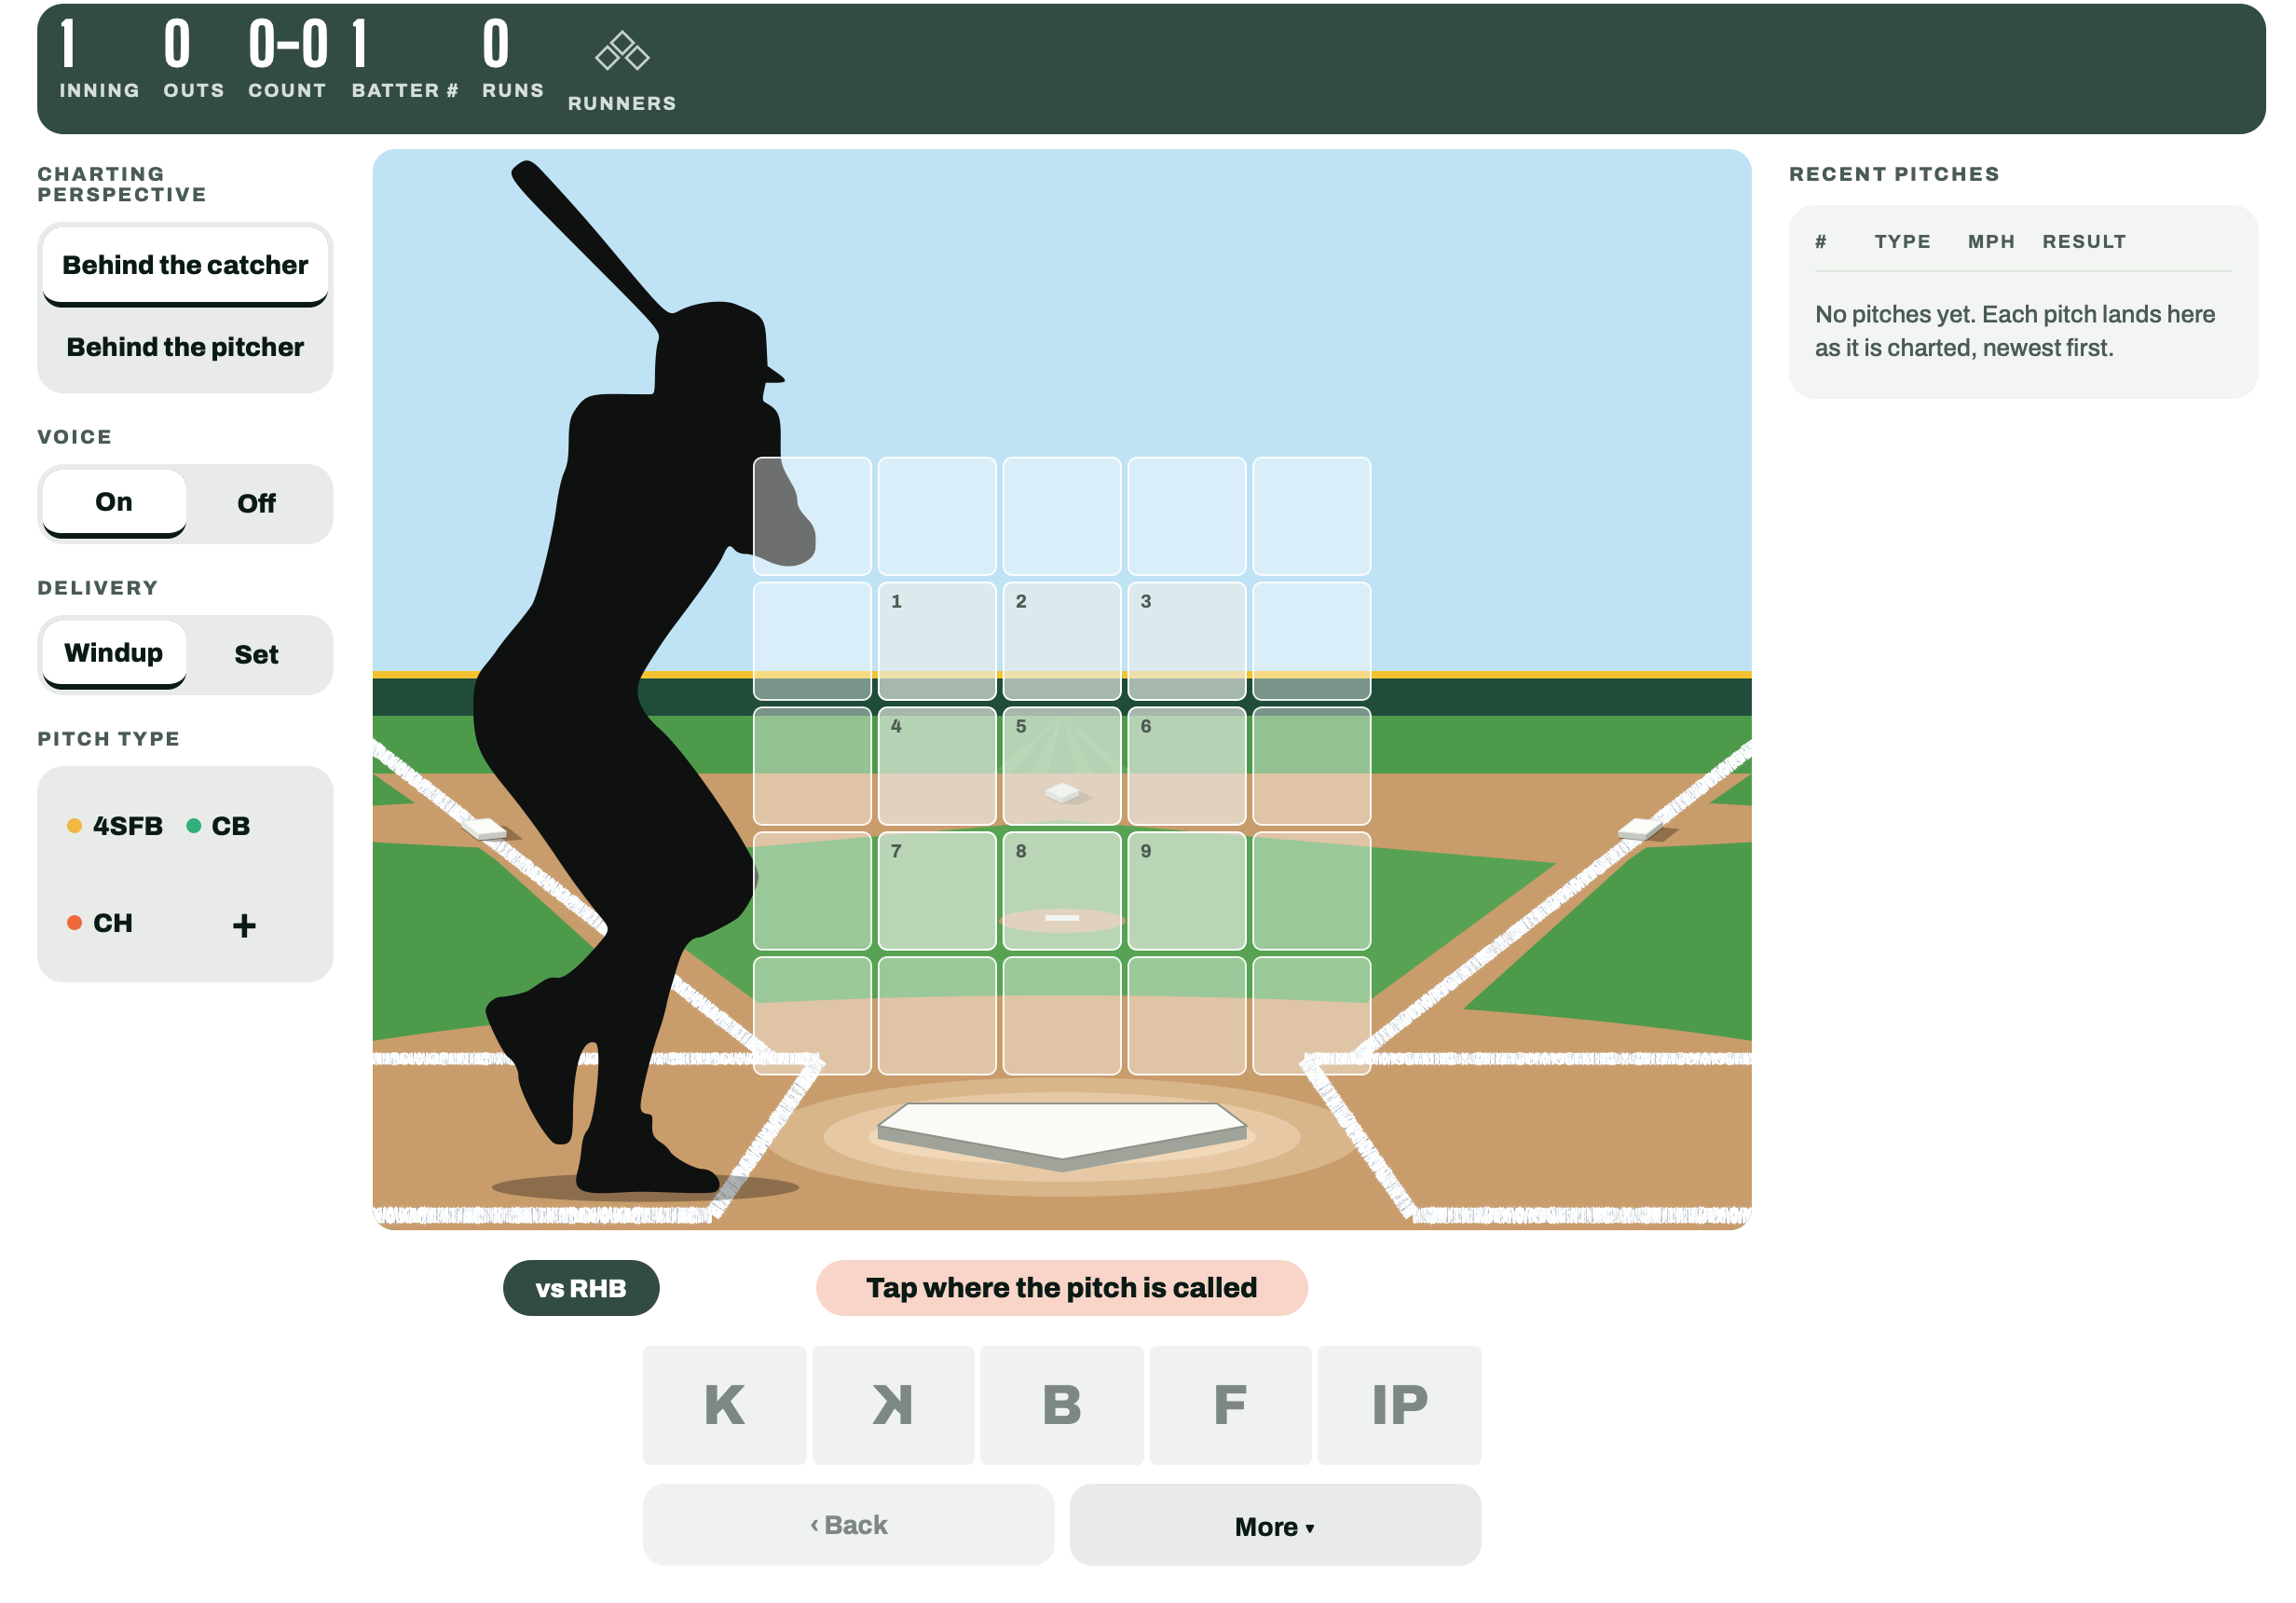 1 0 0-0 1 0
INNING OUTS COUNT BATTER # RUNS RUNNERS
CHARTING
PERSPECTIVE
Behind the catcher
Behind the pitcher
VOICE
On Off
DELIVERY
Windup Set
PITCH TYPE
4SFB CB
CH +
1 2 3
4 5 6
7 8 9
vs RHB
Tap where the pitch is called
K ꓘ B F IP
‹ Back
More ▾
RECENT PITCHES
# TYPE MPH RESULT
No pitches yet. Each pitch lands here
as it is charted, newest first.